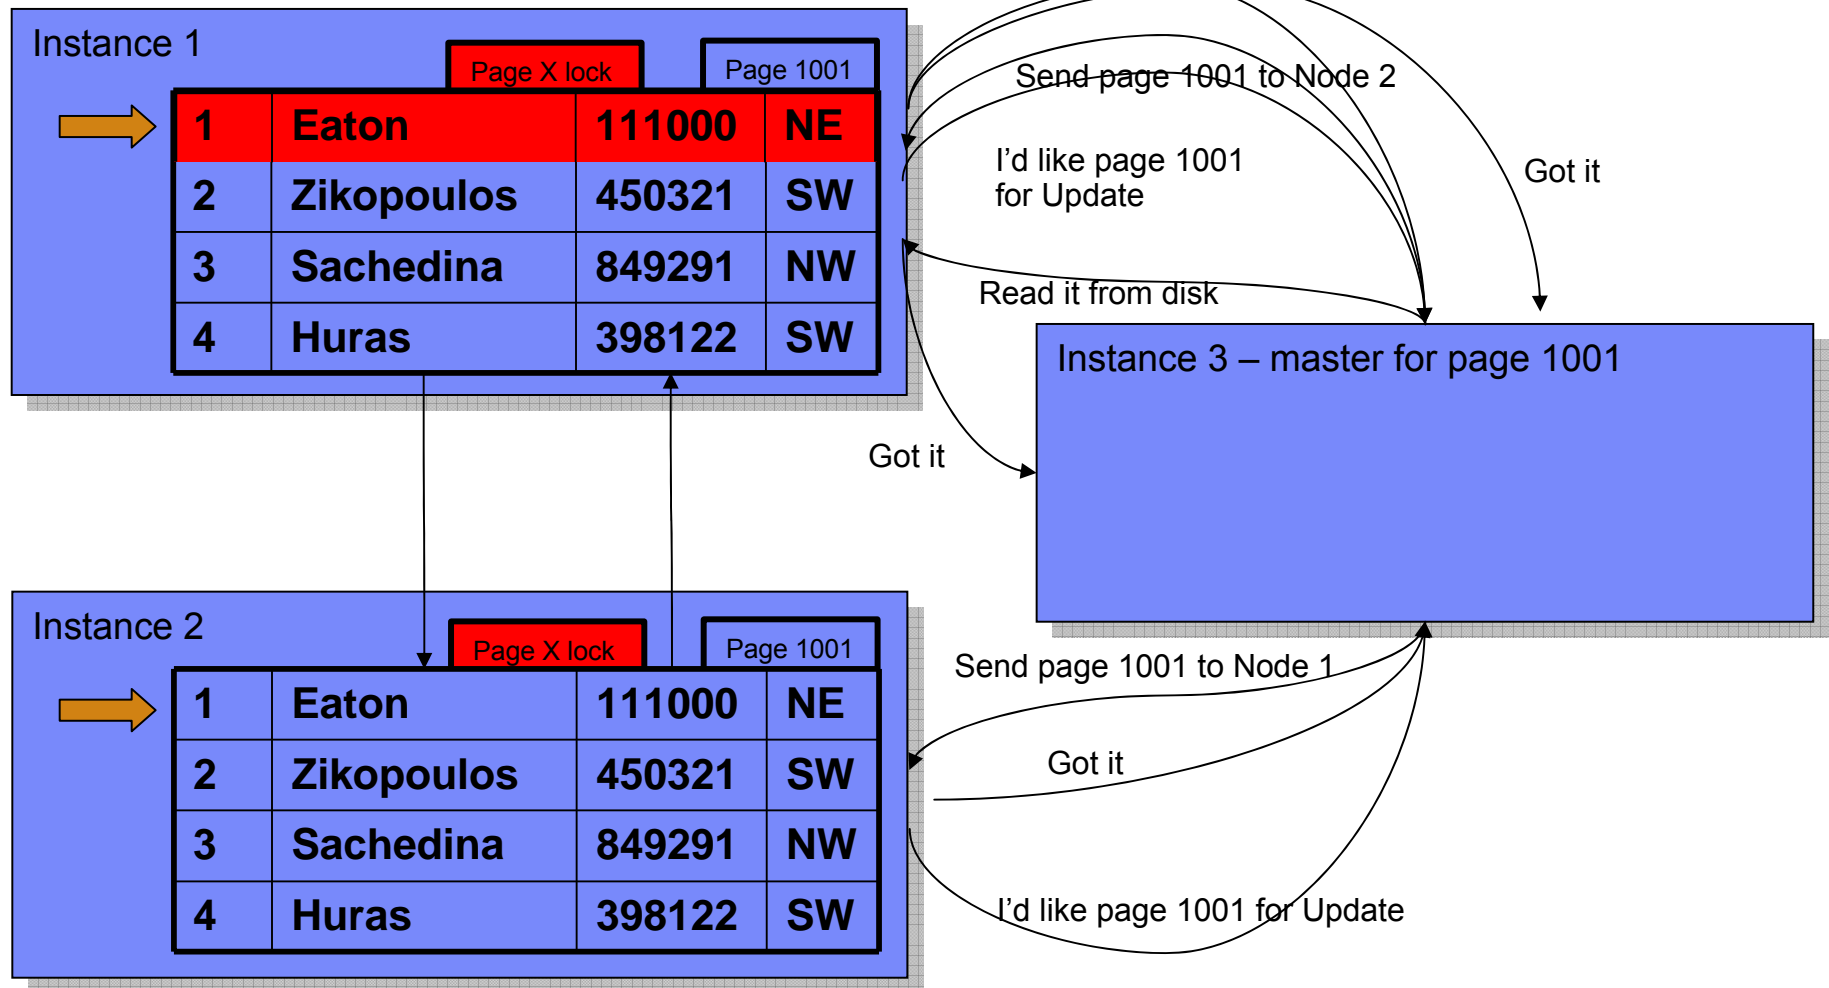 Instance 1
Page X lock
Page 1001
1 Eaton 111000 NE
2 Zikopoulos 450321 SW
3 Sachedina 849291 NW
4 Huras 398122 SW
Send page 1001 to Node 2
I'd like page 1001
for Update
Got it
Read it from disk
Instance 3 – master for page 1001
Got it
Instance 2
Page X lock
Page 1001
1 Eaton 111000 NE
2 Zikopoulos 450321 SW
3 Sachedina 849291 NW
4 Huras 398122 SW
Send page 1001 to Node 1
Got it
I'd like page 1001 for Update